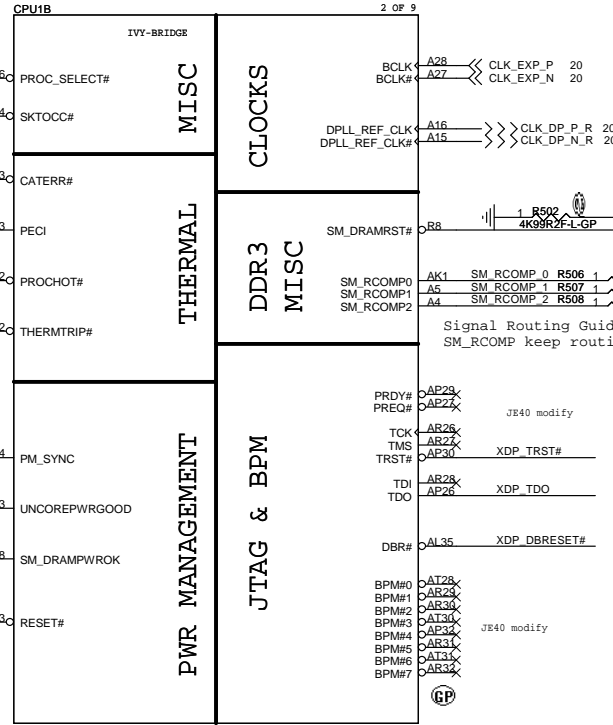 CPU1B 2 OF 9
IVY-BRIDGE
MISC
CLOCKS
PROC_SELECT#
SKTOCC#
BCLK A28 CLK_EXP_P 20
BCLK# A27 CLK_EXP_N 20
DPLL_REF_CLK A16 CLK_DP_P_R 20
DPLL_REF_CLK# A15 CLK_DP_N_R 20
THERMAL
DDR3
MISC
CATERR#
PECI
PROCHOT#
THERMTRIP#
SM_DRAMRST# R8
1 R502
4K99R2F-L-GP
SM_RCOMP0 AK1 SM_RCOMP_0 R506 1
SM_RCOMP1 A5 SM_RCOMP_1 R507 1
SM_RCOMP2 A4 SM_RCOMP_2 R508 1
Signal Routing Guid
SM_RCOMP keep routi
PWR MANAGEMENT
JTAG & BPM
PM_SYNC
UNCOREPWRGOOD
SM_DRAMPWROK
RESET#
PRDY# AP29
PREQ# AP27
JE40 modify
TCK AR26
TMS AR27
TRST# AP30 XDP_TRST#
TDI AR28
TDO AP26 XDP_TDO
DBR# AL35 XDP_DBRESET#
BPM#0 AT28
BPM#1 AR29
BPM#2 AR30
BPM#3 AT30
BPM#4 AP32
BPM#5 AR31
BPM#6 AT31
BPM#7 AR32
JE40 modify
GP